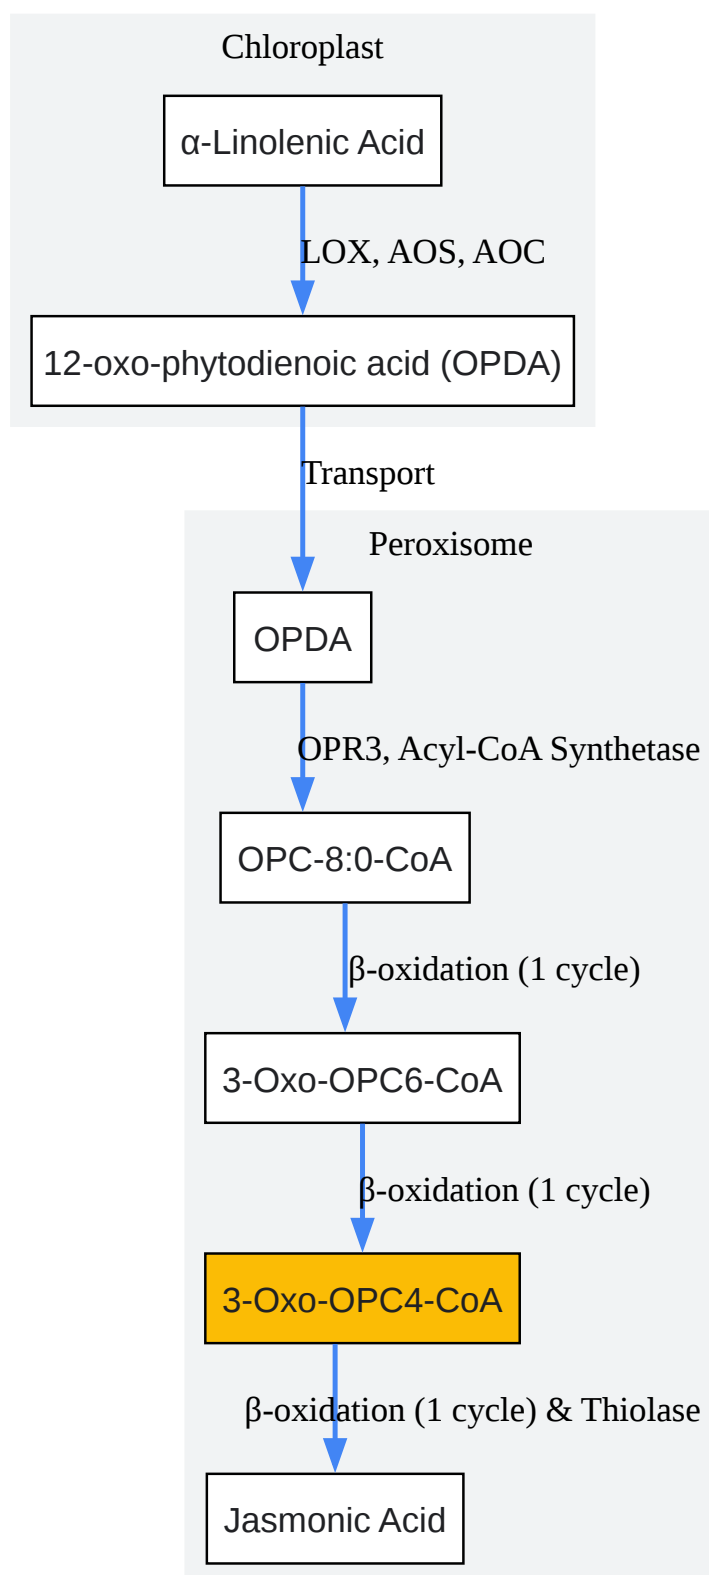 Chloroplast
α-Linolenic Acid
LOX, AOS, AOC
12-oxo-phytodienoic acid (OPDA)
Transport
Peroxisome
OPDA
OPR3, Acyl-CoA Synthetase
OPC-8:0-CoA
β-oxidation (1 cycle)
3-Oxo-OPC6-CoA
β-oxidation (1 cycle)
3-Oxo-OPC4-CoA
β-oxidation (1 cycle) & Thiolase
Jasmonic Acid